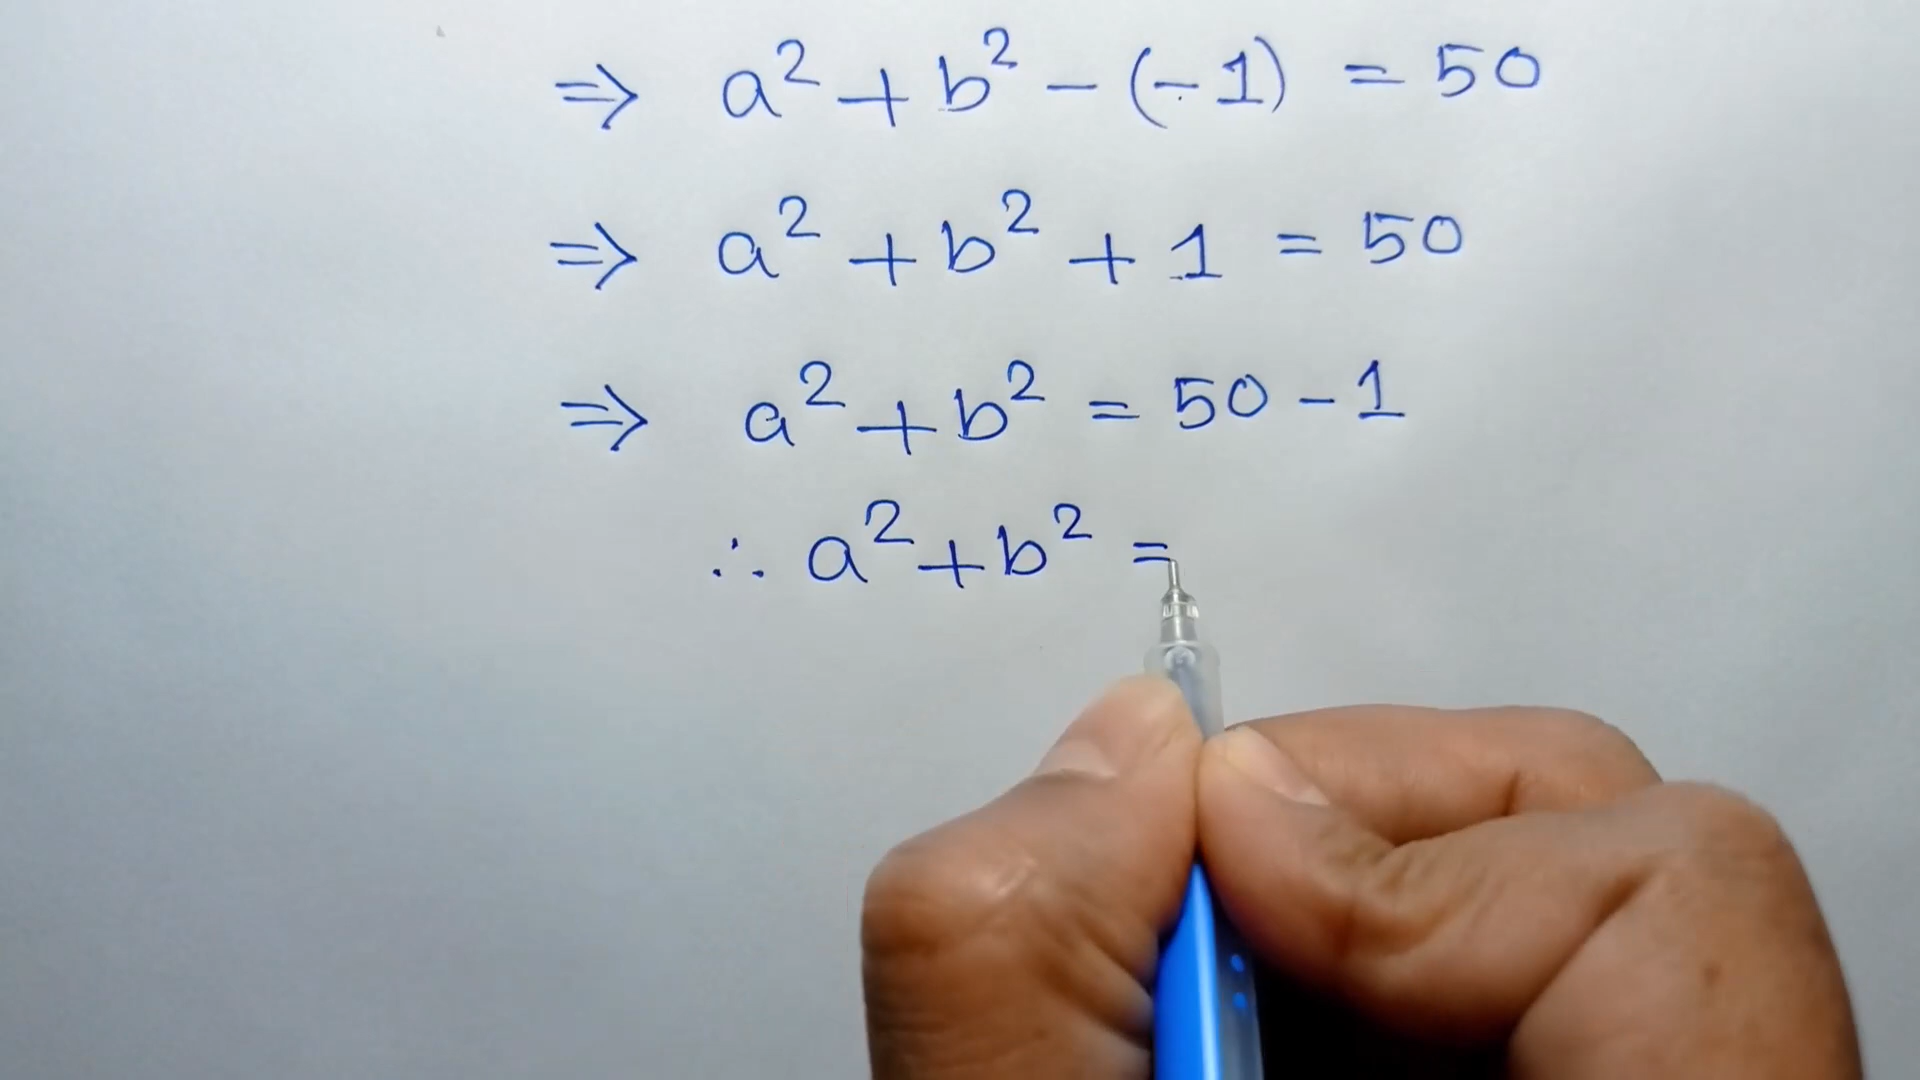 ⇒ a² + b² - (-1) = 50
⇒ a² + b² + 1 = 50
⇒ a² + b² = 50 - 1
∴ a² + b² =